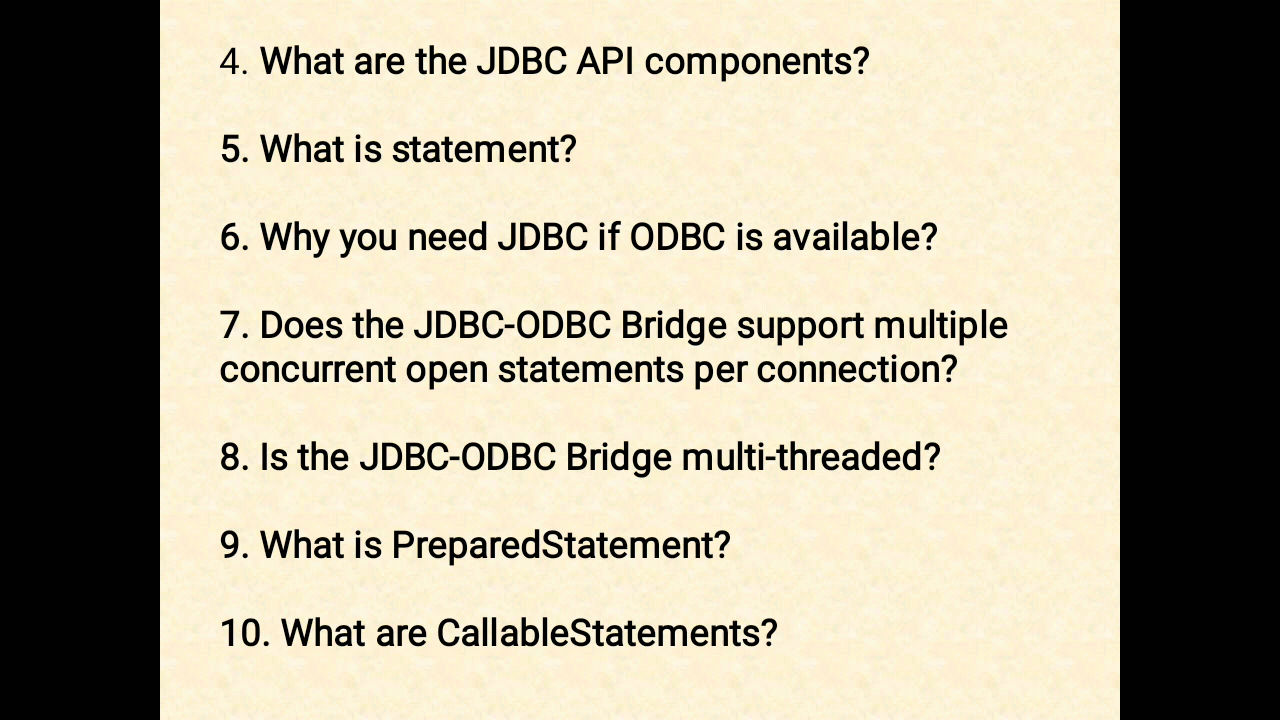 4. What are the JDBC API components?
5. What is statement?
6. Why you need JDBC if ODBC is available?
7. Does the JDBC-ODBC Bridge support multiple
concurrent open statements per connection?
8. Is the JDBC-ODBC Bridge multi-threaded?
9. What is PreparedStatement?
10. What are CallableStatements?